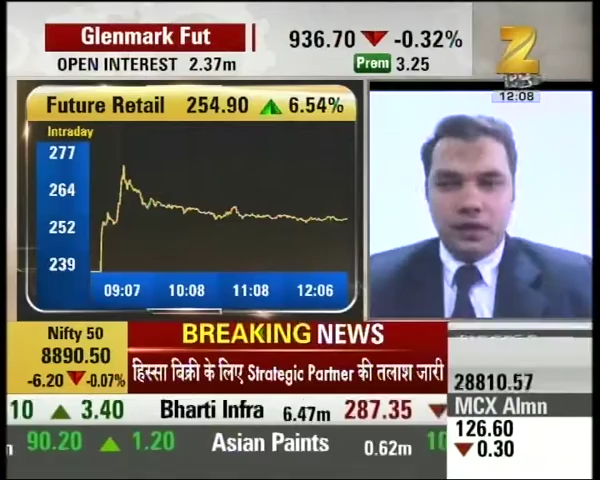 Glenmark Fut 936.70 -0.32%
OPEN INTEREST 2.37m Prem 3.25
12:08
Future Retail 254.90 6.54%
Intraday
277
264
252
239
09:07 10:08 11:08 12:06
Nifty 50
8890.50
-6.20 -0.07%
BREAKING NEWS
हिस्सा बिक्री के लिए Strategic Partner की तलाश जारी
28810.57
MCX Almn
126.60
0.30
10 3.40 Bharti Infra 6.47m 287.35
90.20 1.20 Asian Paints 0.62m 10